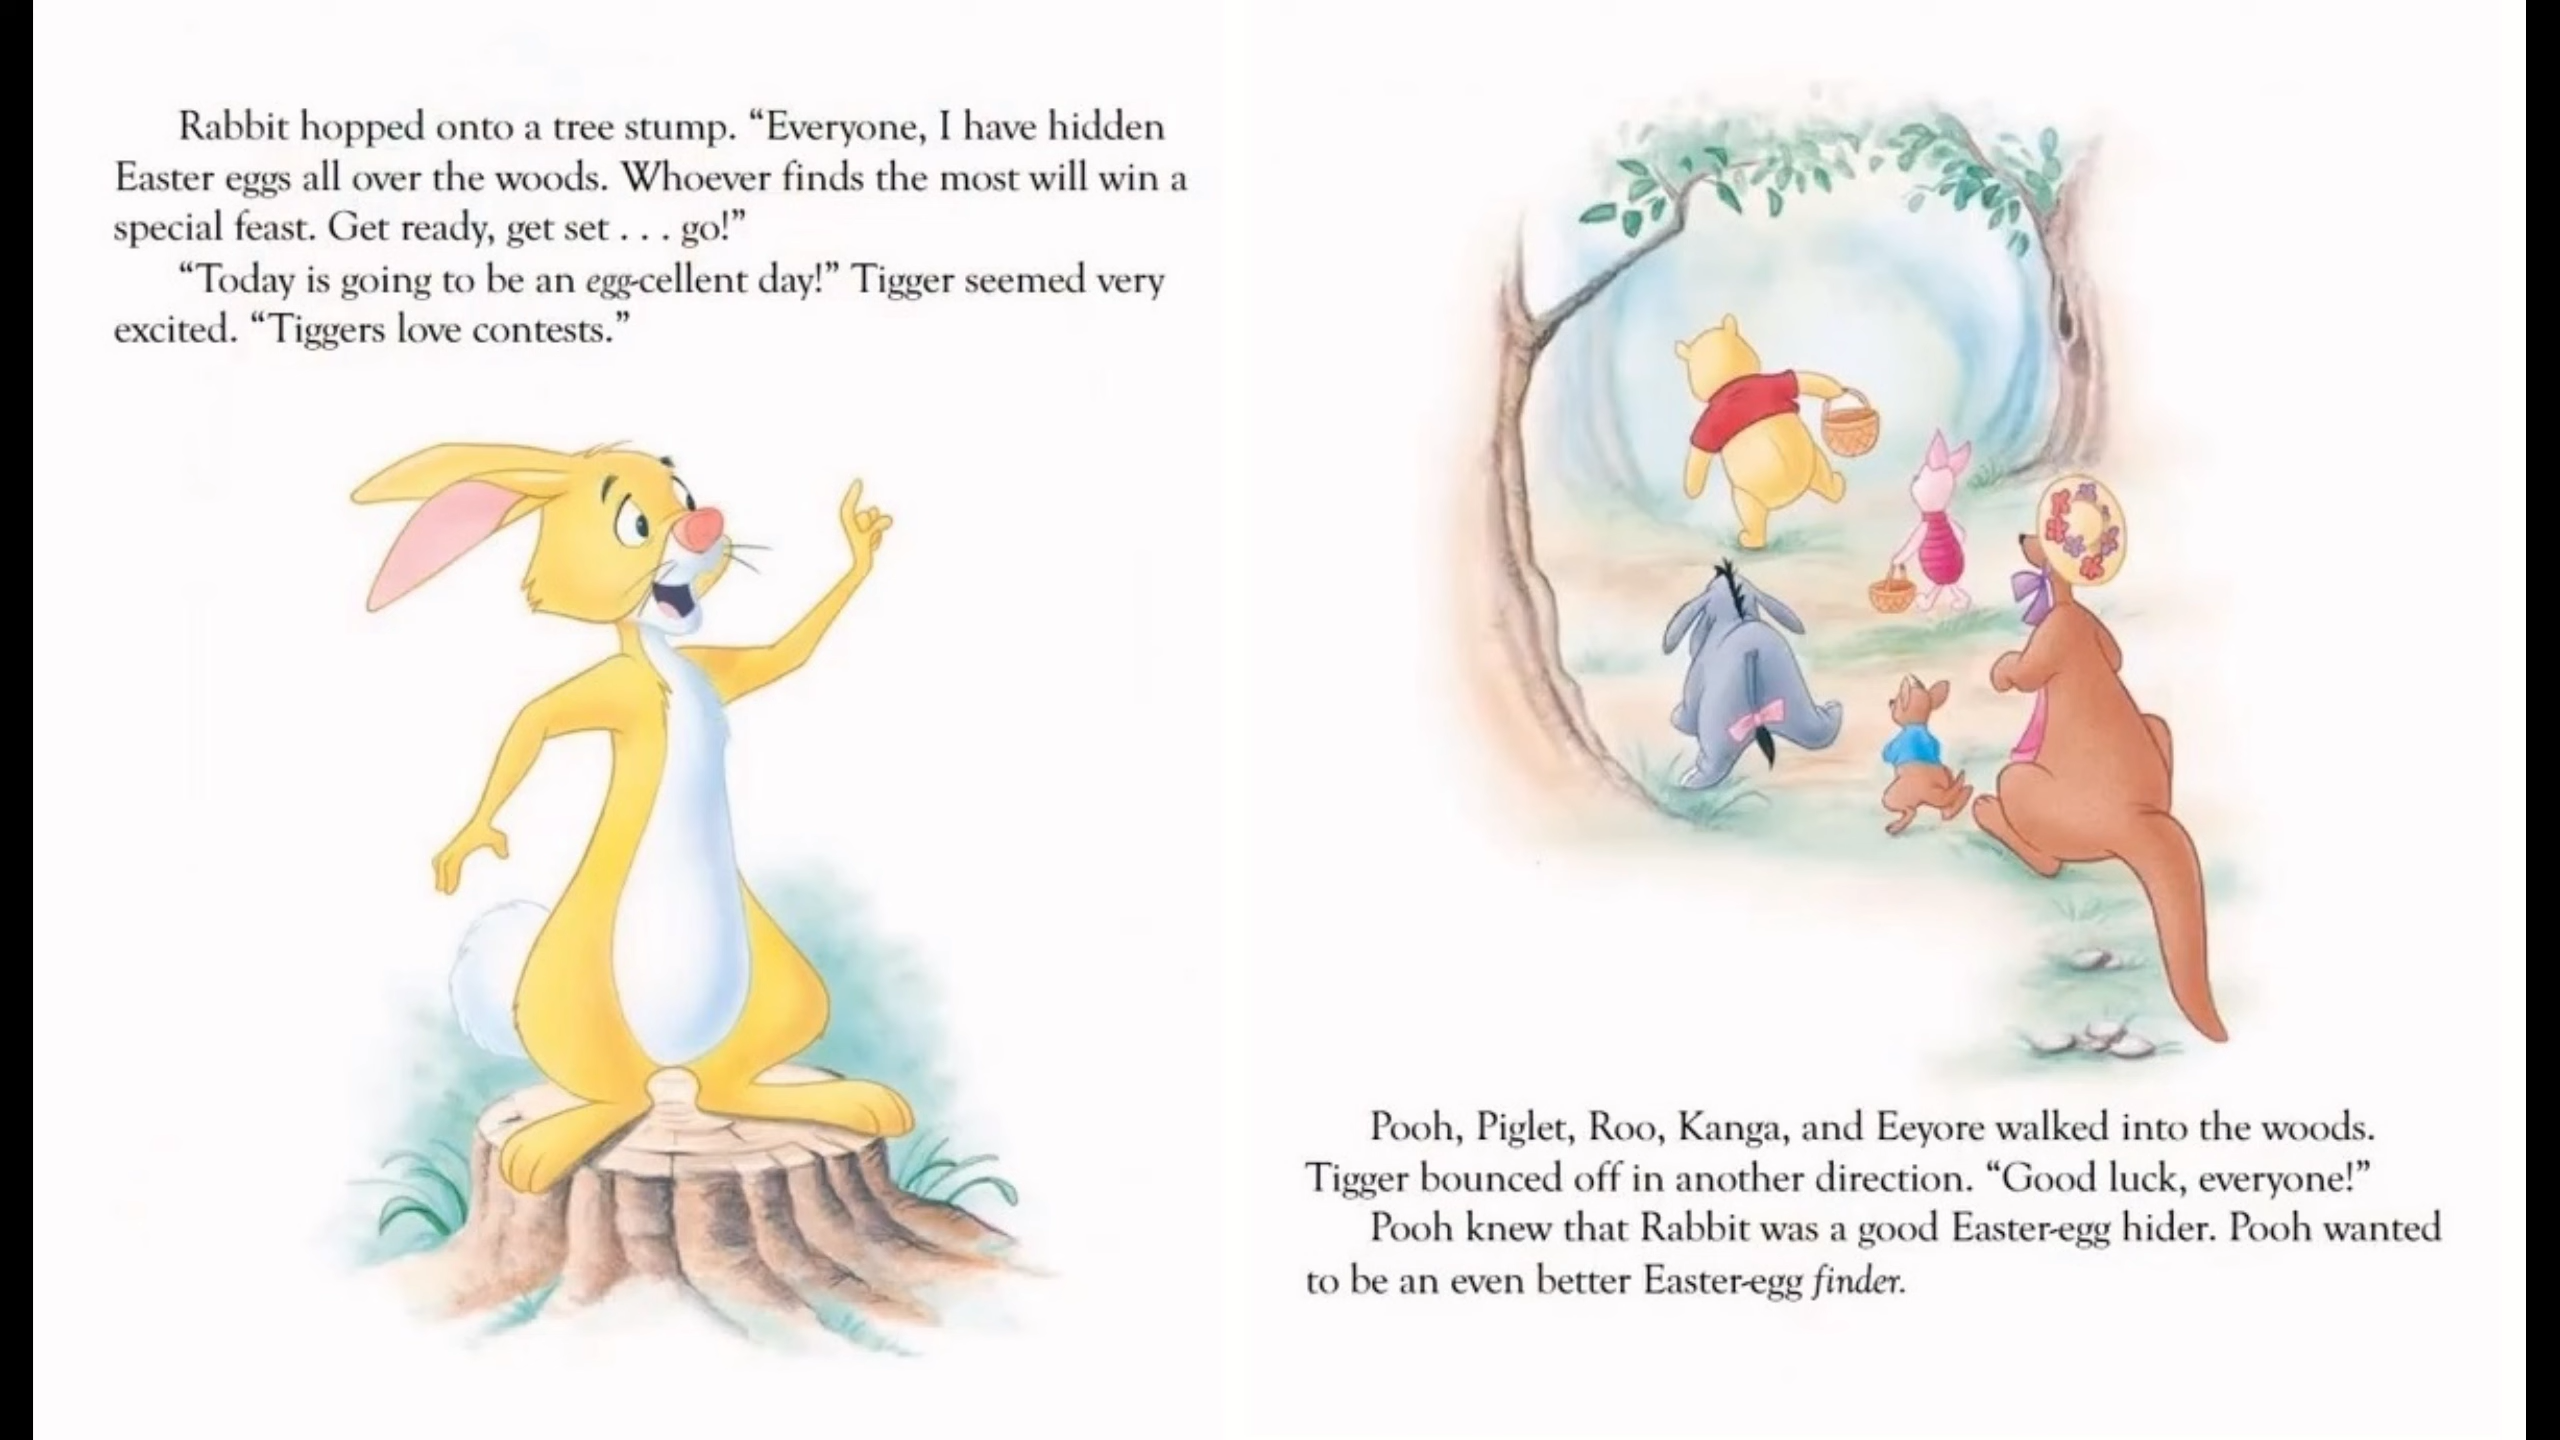 Rabbit hopped onto a tree stump. “Everyone, I have hidden
Easter eggs all over the woods. Whoever finds the most will win a
special feast. Get ready, get set . . . go!”
“Today is going to be an egg-cellent day!” Tigger seemed very
excited. “Tiggers love contests.”
Pooh, Piglet, Roo, Kanga, and Eeyore walked into the woods.
Tigger bounced off in another direction. “Good luck, everyone!”
Pooh knew that Rabbit was a good Easter-egg hider. Pooh wanted
to be an even better Easter-egg finder.